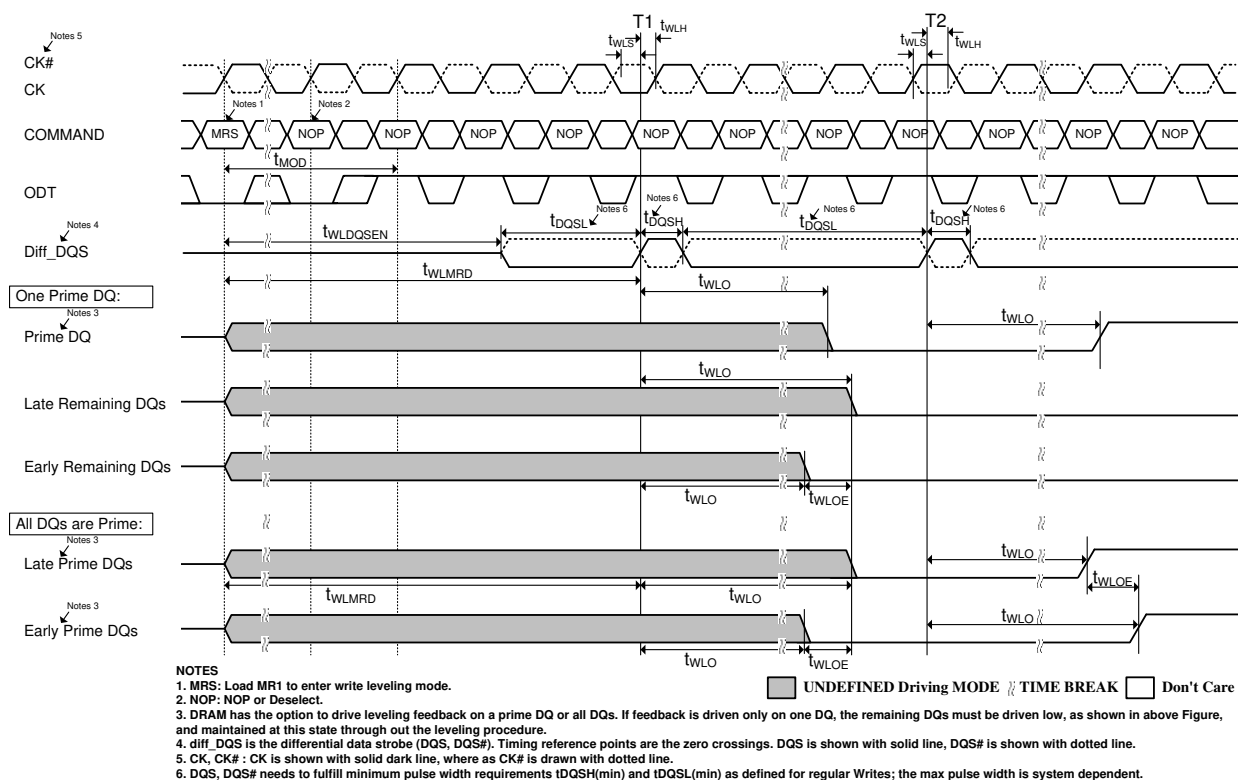 T1 T2
tWLS tWLH tWLS tWLH
Notes 5
CK#
CK
Notes 1 Notes 2
COMMAND MRS NOP NOP NOP NOP NOP NOP NOP NOP NOP NOP NOP
tMOD
ODT
Notes 6 Notes 6 Notes 6 Notes 6
tDQSL tDQSH tDQSL tDQSH
Notes 4
tWLDQSEN
Diff_DQS
tWLMRD
tWLO
One Prime DQ:
Notes 3
tWLO
Prime DQ
tWLO
Late Remaining DQs
Early Remaining DQs
tWLO tWLOE
All DQs are Prime:
Notes 3
tWLO
Late Prime DQs
tWLOE
tWLMRD tWLO
Notes 3
tWLO
Early Prime DQs
tWLO tWLOE
NOTES
1. MRS: Load MR1 to enter write leveling mode.
UNDEFINED Driving MODE TIME BREAK Don't Care
2. NOP: NOP or Deselect.
3. DRAM has the option to drive leveling feedback on a prime DQ or all DQs. If feedback is driven only on one DQ, the remaining DQs must be driven low, as shown in above Figure,
and maintained at this state through out the leveling procedure.
4. diff_DQS is the differential data strobe (DQS, DQS#). Timing reference points are the zero crossings. DQS is shown with solid line, DQS# is shown with dotted line.
5. CK, CK# : CK is shown with solid dark line, where as CK# is drawn with dotted line.
6. DQS, DQS# needs to fulfill minimum pulse width requirements tDQSH(min) and tDQSL(min) as defined for regular Writes; the max pulse width is system dependent.